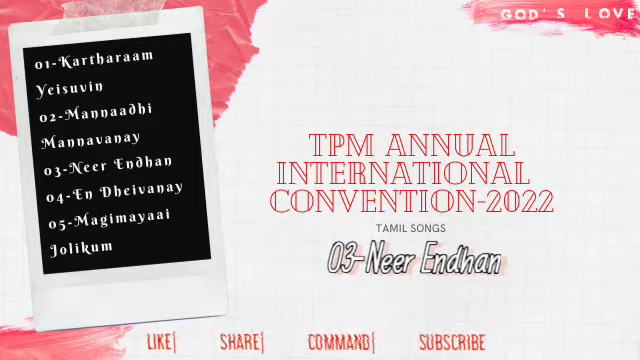 GOD'S LOVE
01-Kartharaam
Yeisuvin
02-Mannaadhi
Mannavanay
03-Neer Endhan
04-En Dheivanay
05-Magimayaai
Jolikum
TPM ANNUAL
INTERNATIONAL
CONVENTION-2022
TAMIL SONGS
03-Neer Endhan
LIKE| SHARE| COMMAND| SUBSCRIBE